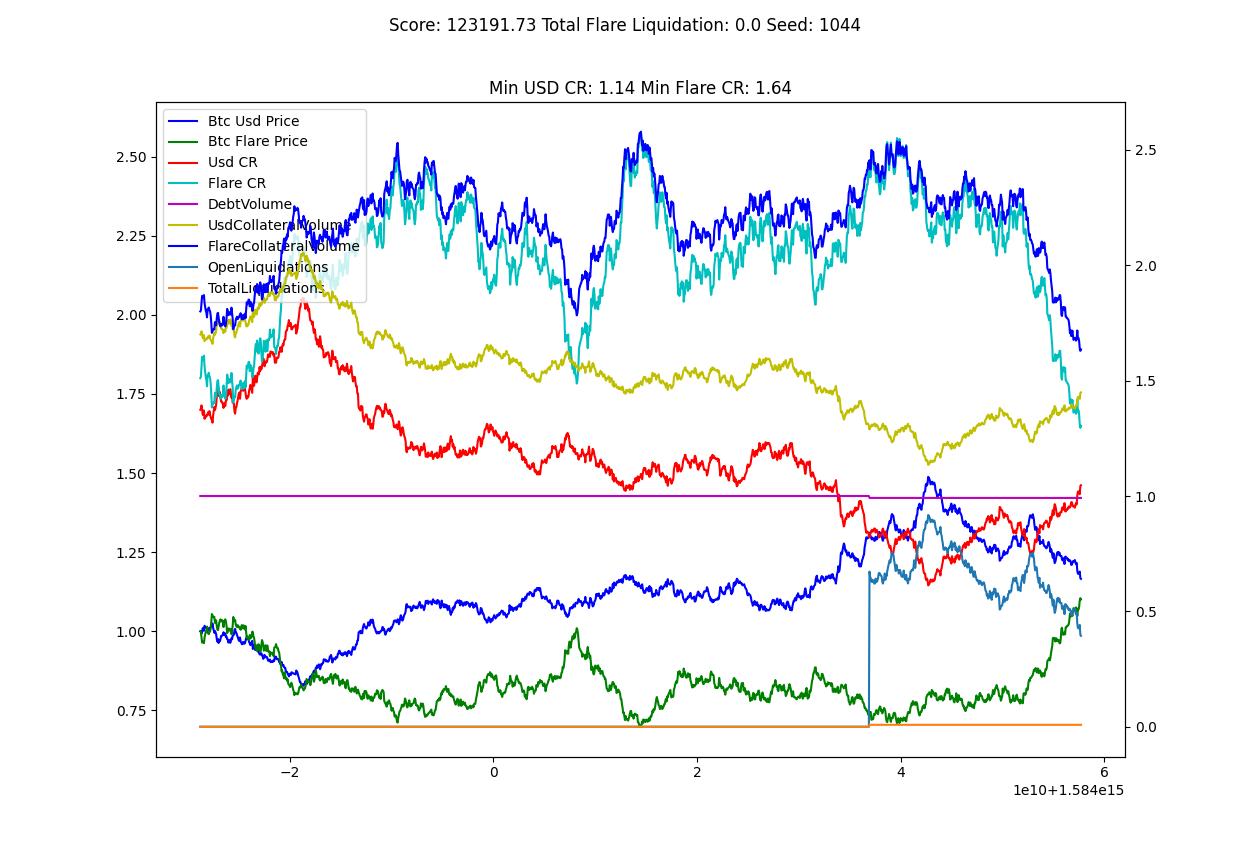 Score: 123191.73 Total Flare Liquidation: 0.0 Seed: 1044
Min USD CR: 1.14 Min Flare CR: 1.64
Btc Usd Price
Btc Flare Price
Usd CR
Flare CR
DebtVolume
UsdCollateralVolume
FlareCollateralVolume
OpenLiquidations
TotalLiquidations
2.50
2.25
2.00
1.75
1.50
1.25
1.00
0.75
2.5
2.0
1.5
1.0
0.5
0.0
−2
0
2
4
6
1e10+1.584e15